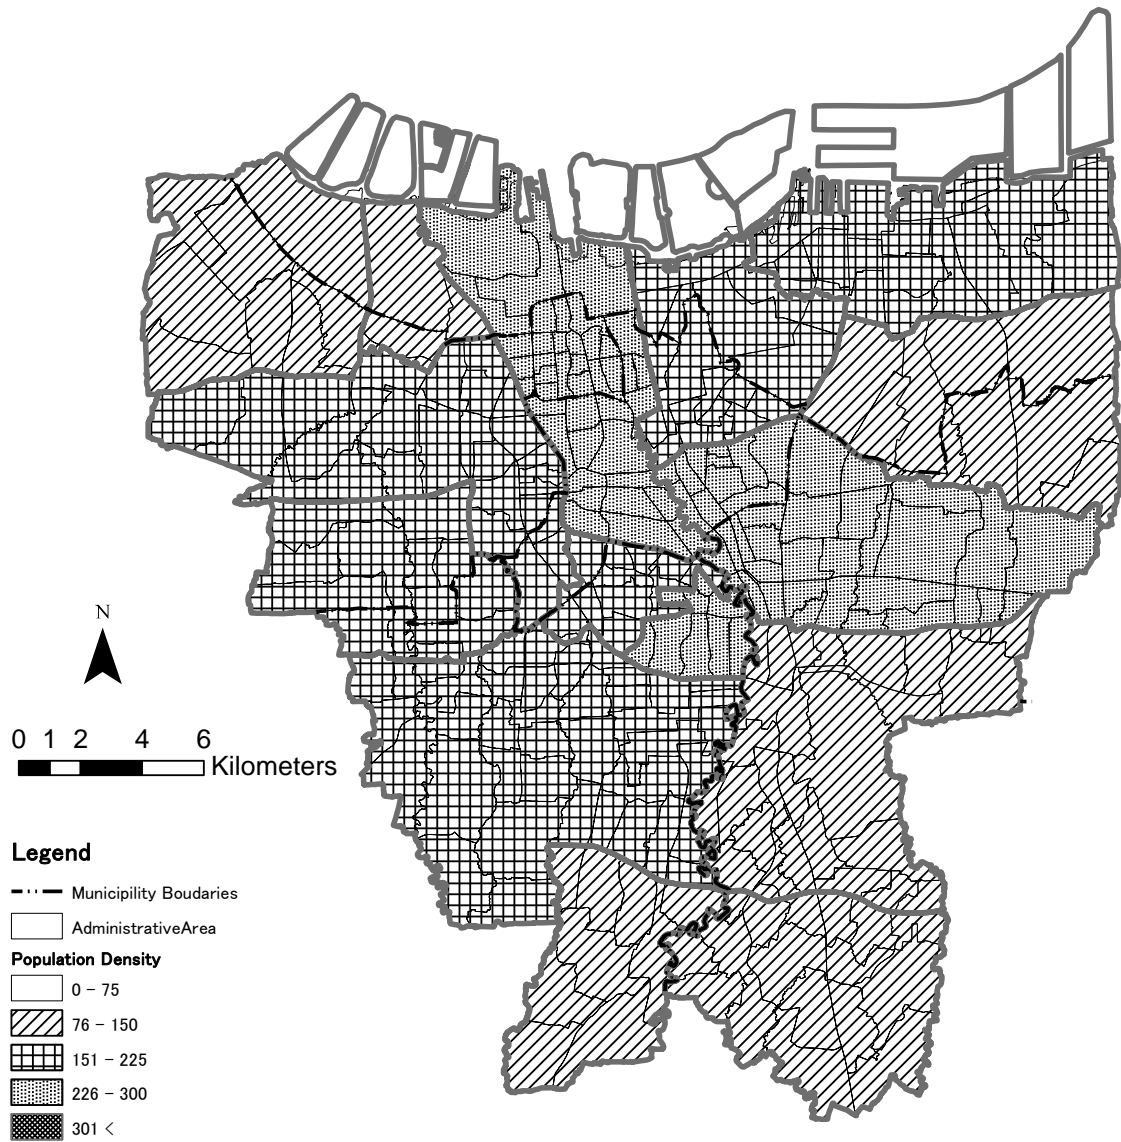 N
0 1 2 4 6
Kilometers
Legend
Municipility Boudaries
AdministrativeArea
Population Density
0 - 75
76 - 150
151 - 225
226 - 300
301 <